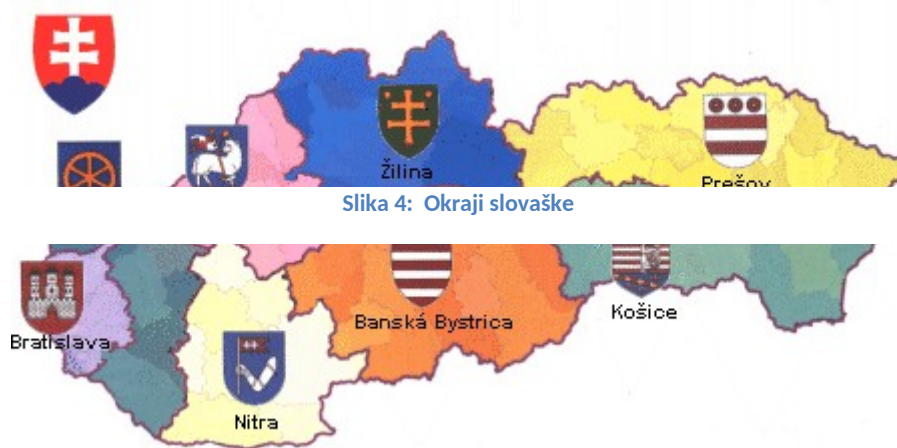 Žilina
Prešov
Slika 4: Okraji slovaške
Košice
Banská Bystrica
Bratislava
Nitra